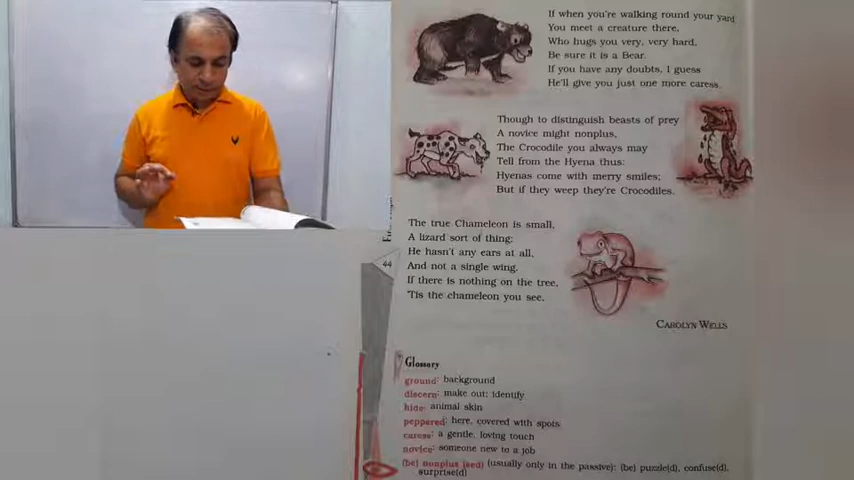 If when you're walking round your yard
You meet a creature there,
Who hugs you very, very hard,
Be sure it is a Bear.
If you have any doubts, I guess
He'll give you just one more caress.
Though to distinguish beasts of prey
A novice might nonplus,
The Crocodile you always may
Tell from the Hyena thus:
Hyenas come with merry smiles;
But if they weep they're Crocodiles.
The true Chameleon is small,
A lizard sort of thing;
He hasn't any ears at all,
And not a single wing.
If there is nothing on the tree,
'Tis the chameleon you see.
CAROLYN WELLS
44
Glossary
ground: background
discern: make out; identify
hide: animal skin
peppered: here, covered with spots
caress: a gentle, loving touch
novice: someone new to a job
(be) nonplus (sed) (usually only in the passive): (be) puzzle(d), confuse(d),
surprise(d)